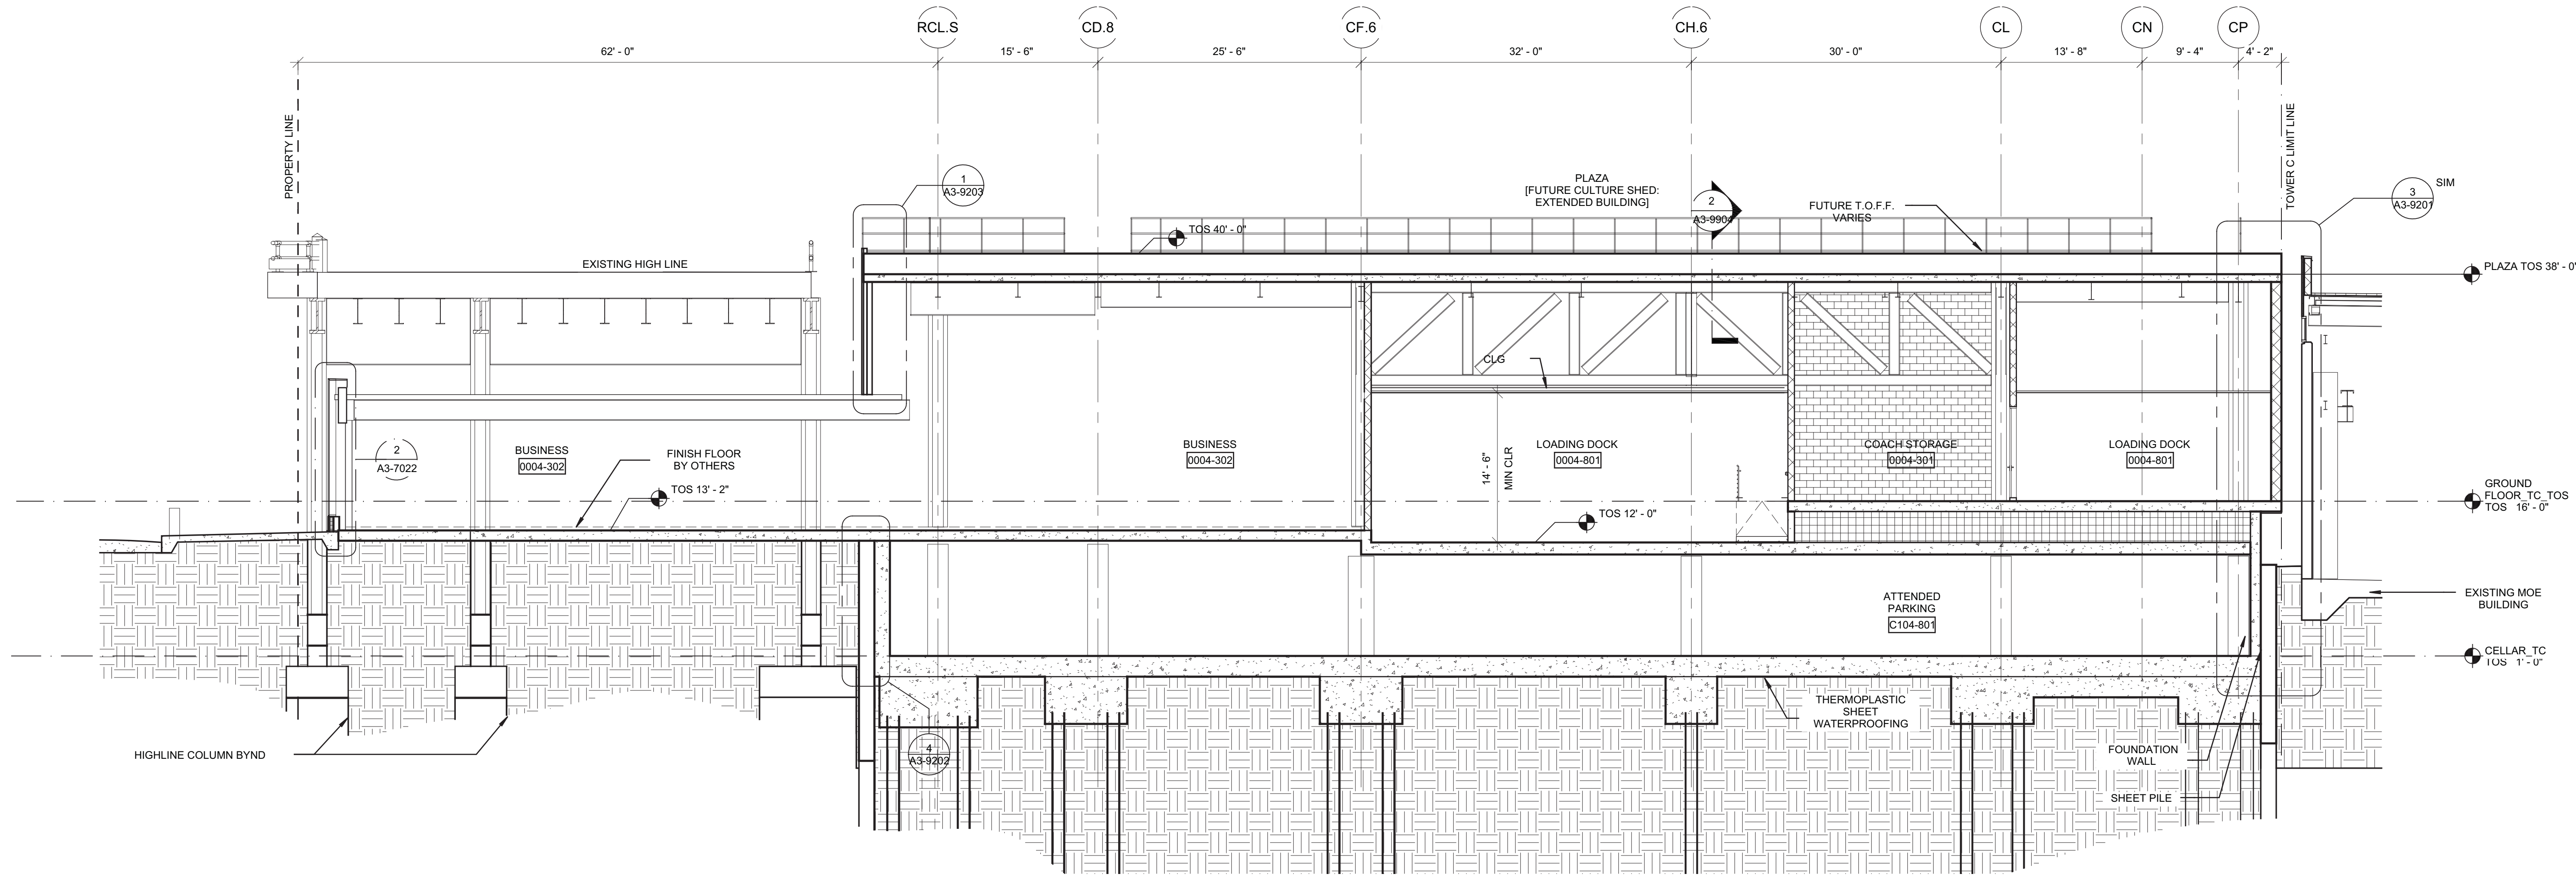 RCL.S
CD.8
CF.6
CH.6
CL
CN
CP
62' - 0"
15' - 6"
25' - 6"
32' - 0"
30' - 0"
13' - 8"
9' - 4"
4' - 2"
PROPERTY LINE
TOWER C LIMIT LINE
1
A3-9203
PLAZA
[FUTURE CULTURE SHED:
EXTENDED BUILDING]
2
A3-9904
FUTURE T.O.F.F.
VARIES
3
A3-9201
SIM
TOS 40' - 0"
EXISTING HIGH LINE
PLAZA TOS 38' - 0"
CLG
2
A3-7022
BUSINESS
0004-302
FINISH FLOOR
BY OTHERS
TOS 13' - 2"
BUSINESS
0004-302
14' - 6"
MIN CLR
LOADING DOCK
0004-801
COACH STORAGE
0004-301
LOADING DOCK
0004-801
TOS 12' - 0"
GROUND
FLOOR_TC_TOS
TOS 16' - 0"
ATTENDED
PARKING
C104-801
EXISTING MOE
BUILDING
CELLAR_TC
TOS 1' - 0"
THERMOPLASTIC
SHEET
WATERPROOFING
HIGHLINE COLUMN BYND
4
A3-9202
FOUNDATION
WALL
SHEET PILE